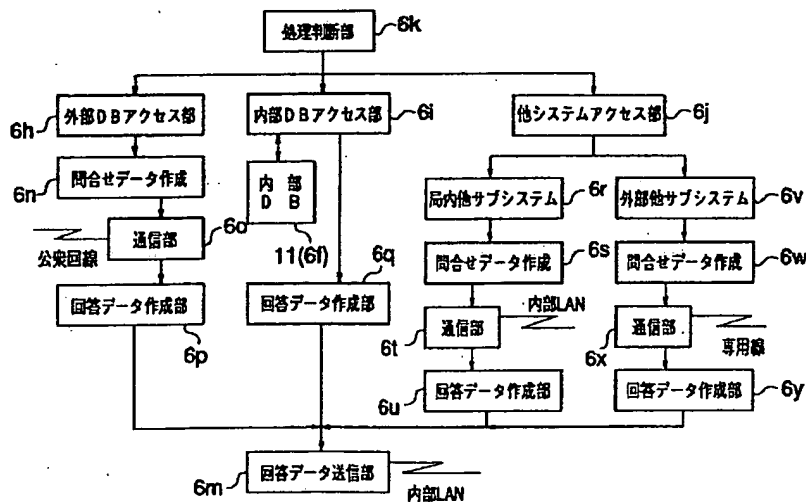 処理判断部
6k
6h
外部DBアクセス部
内部DBアクセス部
6i
他システムアクセス部
6j
6n
問合せデータ作成
内部
DB
局内他サブシステム
6r
外部他サブシステム
6v
公衆回線
通信部
6o
11(6f)
6q
問合せデータ作成
6s
問合せデータ作成
6w
回答データ作成部
6p
回答データ作成部
6t
通信部
内部LAN
6x
通信部
専用線
6u
回答データ作成部
回答データ作成部
6y
6m
回答データ送信部
内部LAN